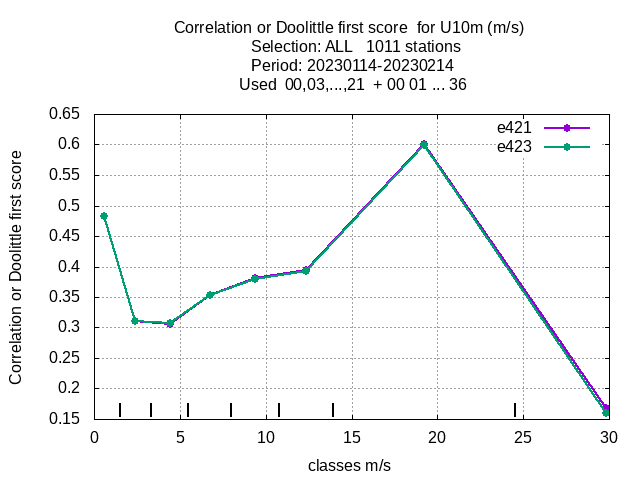 Correlation or Doolittle first score  for U10m (m/s)
Selection: ALL   1011 stations
Period: 20230114-20230214
Used  00,03,...,21  + 00 01 ... 36
0.65
0.6
0.55
0.5
0.45
0.4
0.35
0.3
0.25
0.2
0.15
Correlation or Doolittle first score
e421
e423
0 5 10 15 20 25 30
classes m/s